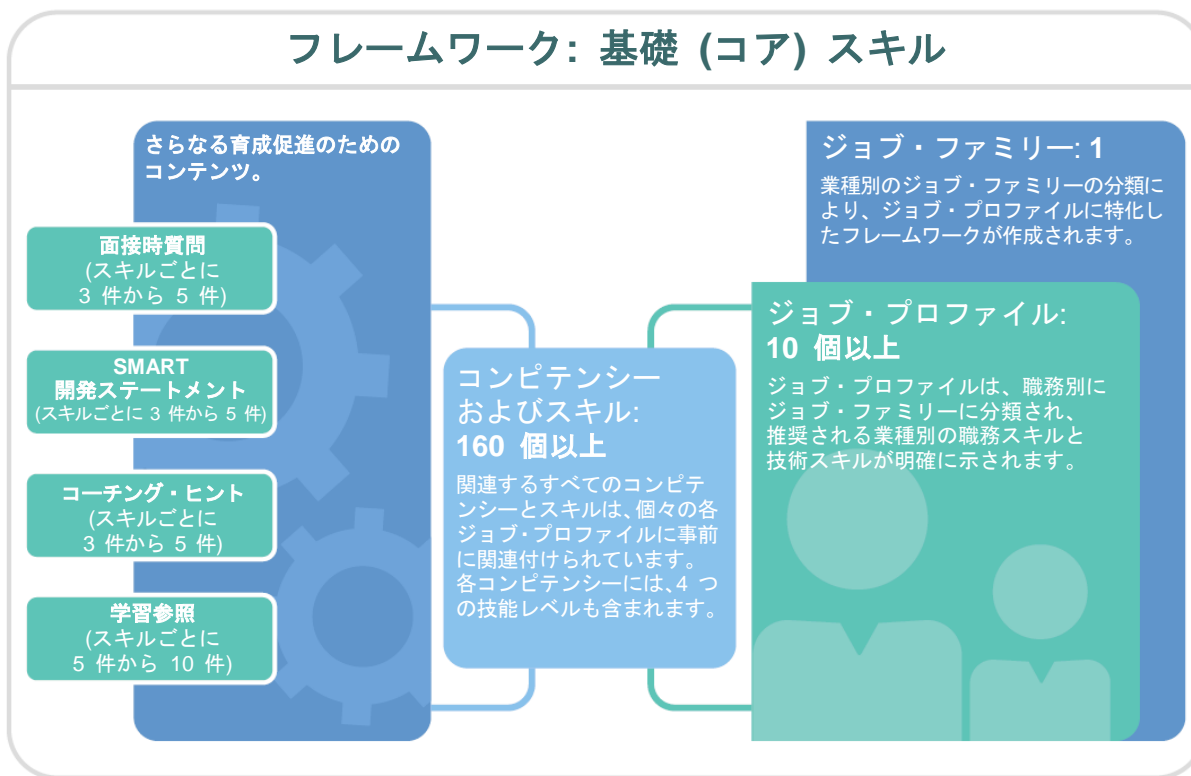 フレームワーク: 基礎 (コア) スキル
さらなる育成促進のための
コンテンツ。
面接時質問
(スキルごとに
3 件から 5 件)
SMART
開発ステートメント
(スキルごとに 3 件から 5 件)
コーチング・ヒント
(スキルごとに
3 件から 5 件)
学習参照
(スキルごとに
5 件から 10 件)
コンピテンシー
およびスキル:
160 個以上
関連するすべてのコンピテ
ンシーとスキルは、個々の各
ジョブ・プロファイルに事前
に関連付けられています。
各コンピテンシーには、4 つ
の技能レベルも含まれます。
ジョブ・ファミリー: 1
業種別のジョブ・ファミリーの分類に
より、ジョブ・プロファイルに特化し
たフレームワークが作成されます。
ジョブ・プロファイル:
10 個以上
ジョブ・プロファイルは、職務別に
ジョブ・ファミリーに分類され、
推奨される業種別の職務スキルと
技術スキルが明確に示されます。